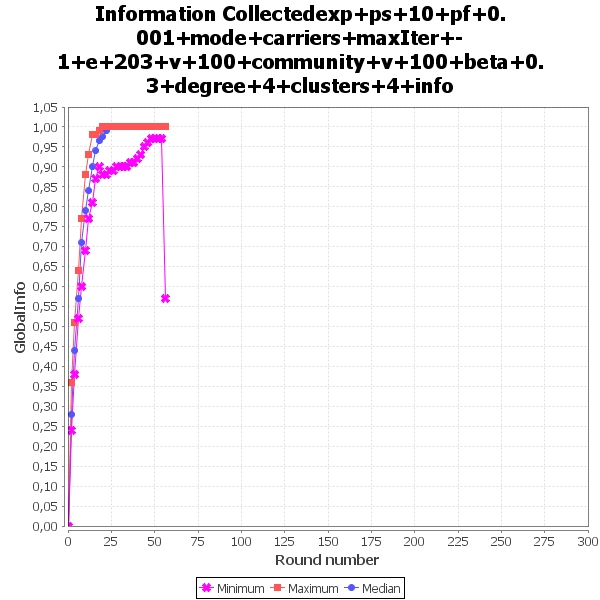 Information Collectedexp+ps+10+pf+0.
001+mode+carriers+maxIter+-
1+e+203+v+100+community+v+100+beta+0.
3+degree+4+clusters+4+info
1,05
1,00
0,95
0,90
0,85
0,80
0,75
0,70
0,65
0,60
0,55
0,50
0,45
0,40
0,35
0,30
0,25
0,20
0,15
0,10
0,05
0,00
GlobalInfo
0 25 50 75 100 125 150 175 200 225 250 275 300
Round number
Minimum Maximum Median